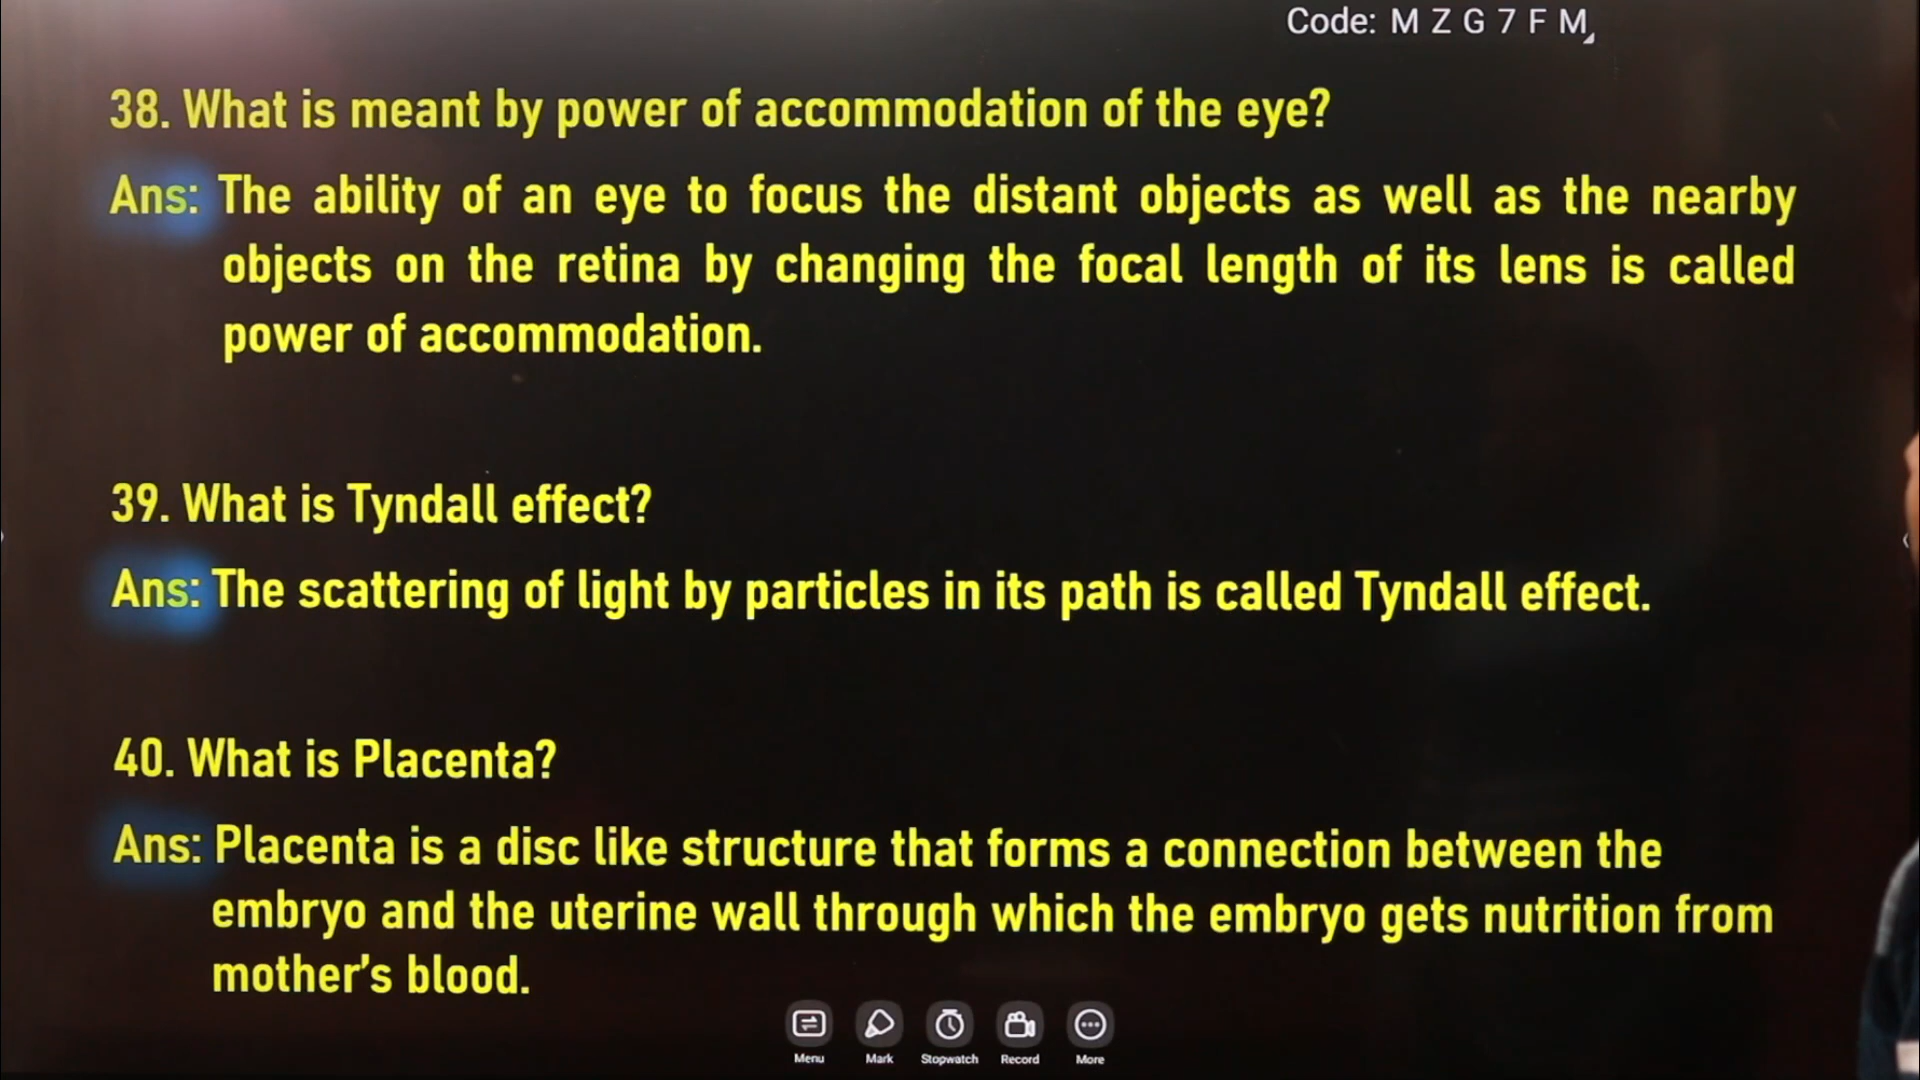 Code: M Z G 7 F M
38. What is meant by power of accommodation of the eye?
Ans: The ability of an eye to focus the distant objects as well as the nearby
objects on the retina by changing the focal length of its lens is called
power of accommodation.
39. What is Tyndall effect?
Ans: The scattering of light by particles in its path is called Tyndall effect.
40. What is Placenta?
Ans: Placenta is a disc like structure that forms a connection between the
embryo and the uterine wall through which the embryo gets nutrition from
mother's blood.
Menu Mark Stopwatch Record More